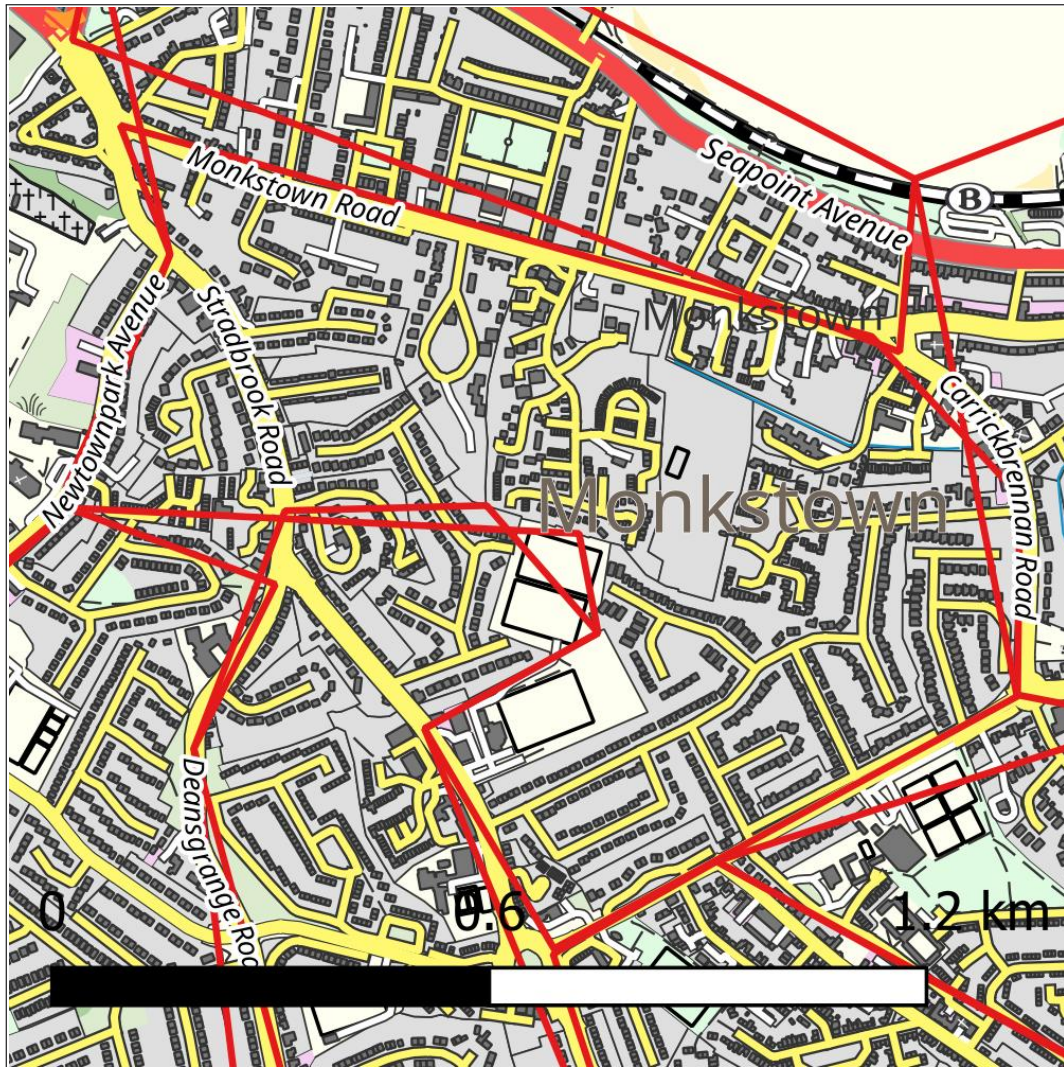 Monkstown Road
Seapoint Avenue
B
Newtownpark Avenue
Stradbrook Road
Monkstown
Carrickbrennan Road
Monkstown
Deansgrange Roa
0
0.6
1.2 km